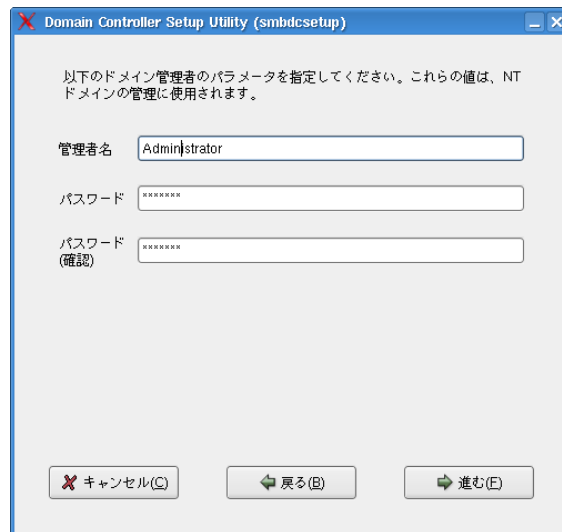 Domain Controller Setup Utility (smbdcsetup)
以下のドメイン管理者のパラメータを指定してください。これらの値は、NT
ドメインの管理に使用されます。
管理者名
Administrator
パスワード
×××××××
パスワード
(確認)
×××××××
キャンセル(C)
戻る(B)
進む(F)